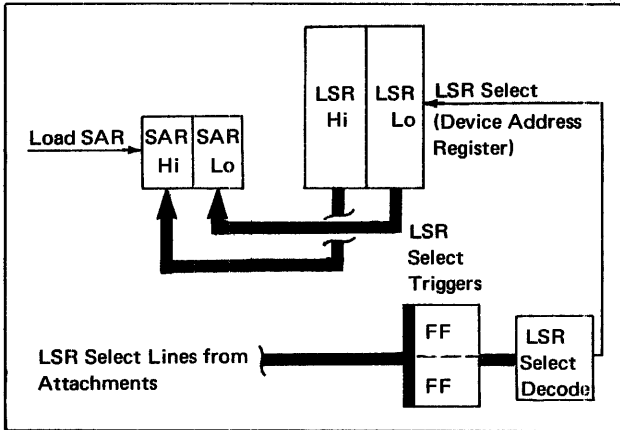 LSR
Hi
LSR
Lo
LSR Select
(Device Address
Register)
Load SAR
SAR
Hi
SAR
Lo
LSR
Select
Triggers
FF
FF
LSR
Select
Decode
LSR Select Lines from
Attachments